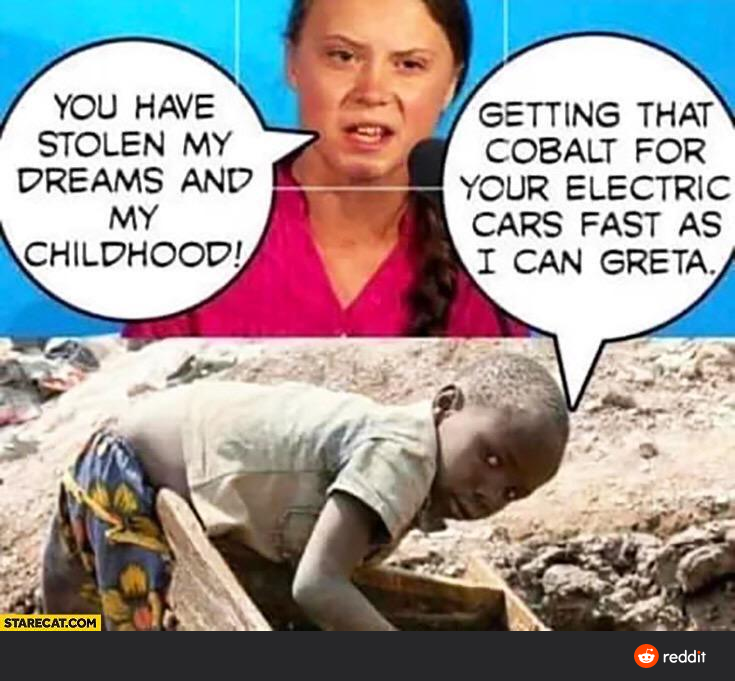 YOU HAVE
STOLEN MY
DREAMS AND
MY
CHILDHOOD!
GETTING THAT
COBALT FOR
YOUR ELECTRIC
CARS FAST AS
I CAN GRETA.
STARECAT.COM
reddit